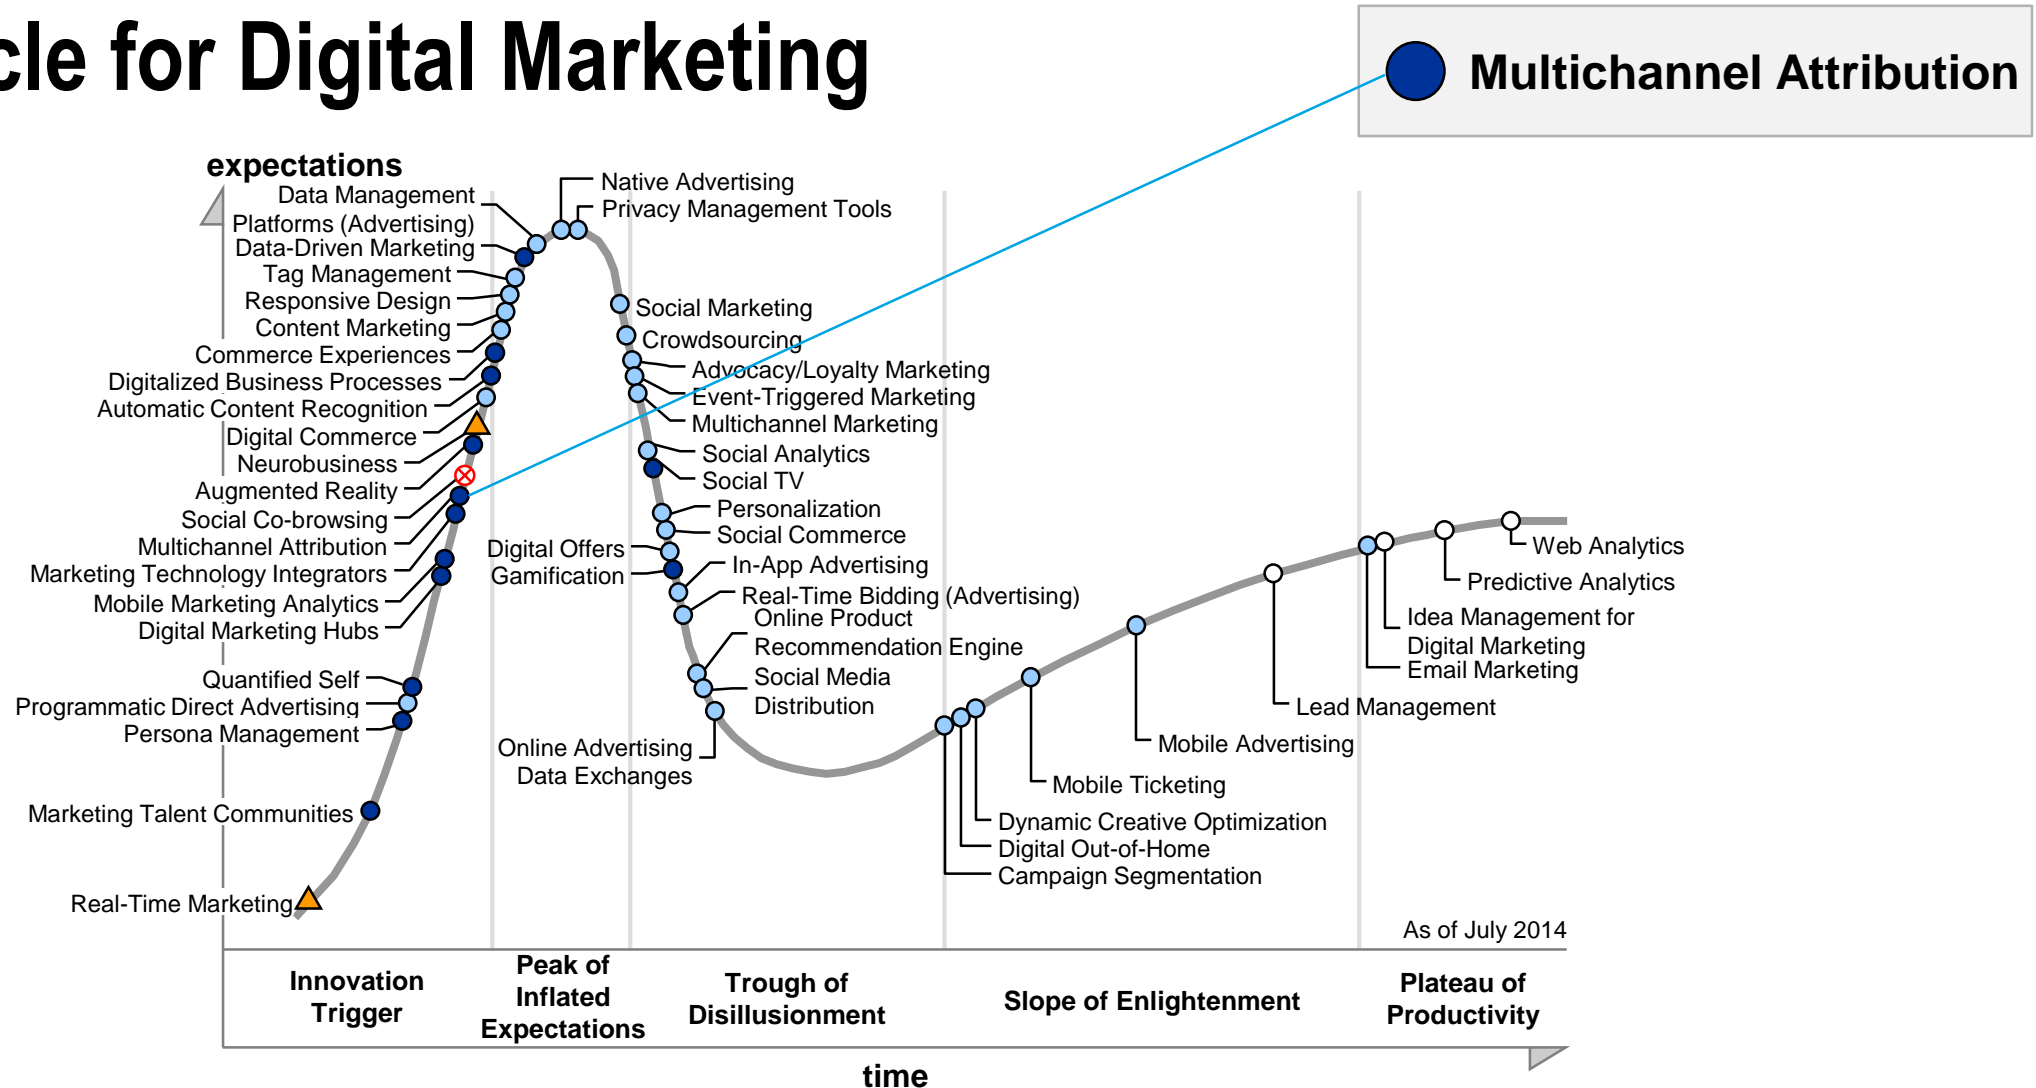 cle for Digital Marketing
Multichannel Attribution
expectations
Data Management
Platforms (Advertising)
Data-Driven Marketing
Tag Management
Responsive Design
Content Marketing
Commerce Experiences
Digitalized Business Processes
Automatic Content Recognition
Digital Commerce
Neurobusiness
Augmented Reality
Social Co-browsing
Multichannel Attribution
Marketing Technology Integrators
Mobile Marketing Analytics
Digital Marketing Hubs
Quantified Self
Programmatic Direct Advertising
Persona Management
Marketing Talent Communities
Real-Time Marketing
Native Advertising
Privacy Management Tools
Social Marketing
Crowdsourcing
Advocacy/Loyalty Marketing
Event-Triggered Marketing
Multichannel Marketing
Social Analytics
Social TV
Personalization
Social Commerce
Digital Offers
Gamification
In-App Advertising
Real-Time Bidding (Advertising)
Online Product
Recommendation Engine
Social Media
Distribution
Online Advertising
Data Exchanges
Web Analytics
Predictive Analytics
Idea Management for
Digital Marketing
Email Marketing
Lead Management
Mobile Advertising
Mobile Ticketing
Dynamic Creative Optimization
Digital Out-of-Home
Campaign Segmentation
As of July 2014
Innovation
Trigger
Peak of
Inflated
Expectations
Trough of
Disillusionment
Slope of Enlightenment
Plateau of
Productivity
time